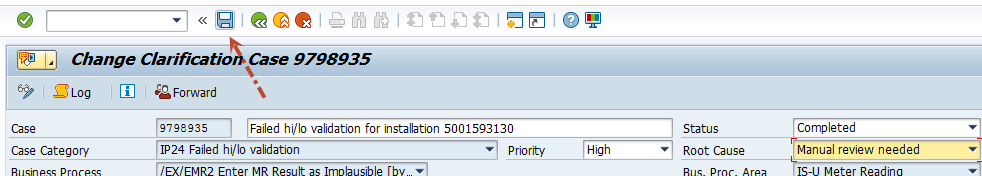 Change Clarification Case 9798935
Log Forward
Case 9798935 Failed hi/lo validation for installation 5001593130 Status Completed
Case Category IP24 Failed hi/lo validation Priority High Root Cause Manual review needed
Business Process /EX/EMR2 Enter MR Result as Implausible [by... Bus. Proc. Area IS-U Meter Reading